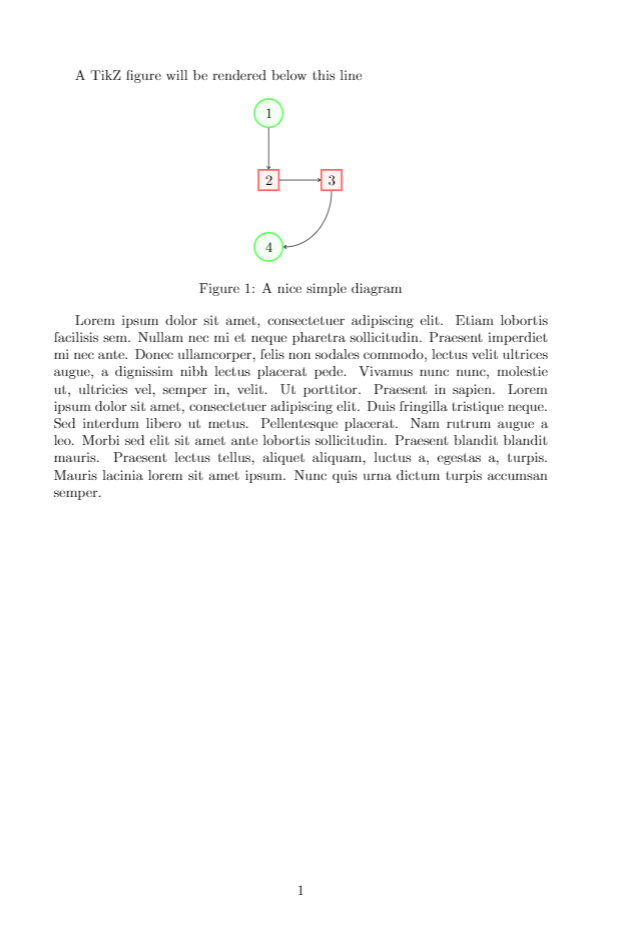 A TikZ figure will be rendered below this line
1
2 3
4
Figure 1: A nice simple diagram
Lorem ipsum dolor sit amet, consectetuer adipiscing elit. Etiam lobortis
facilisis sem. Nullam nec mi et neque pharetra sollicitudin. Praesent imperdiet
mi nec ante. Donec ullamcorper, felis non sodales commodo, lectus velit ultrices
augue, a dignissim nibh lectus placerat pede. Vivamus nunc nunc, molestie
ut, ultricies vel, semper in, velit. Ut porttitor. Praesent in sapien. Lorem
ipsum dolor sit amet, consectetuer adipiscing elit. Duis fringilla tristique neque.
Sed interdum libero ut metus. Pellentesque placerat. Nam rutrum augue a
leo. Morbi sed elit sit amet ante lobortis sollicitudin. Praesent blandit blandit
mauris. Praesent lectus tellus, aliquet aliquam, luctus a, egestas a, turpis.
Mauris lacinia lorem sit amet ipsum. Nunc quis urna dictum turpis accumsan
semper.
1